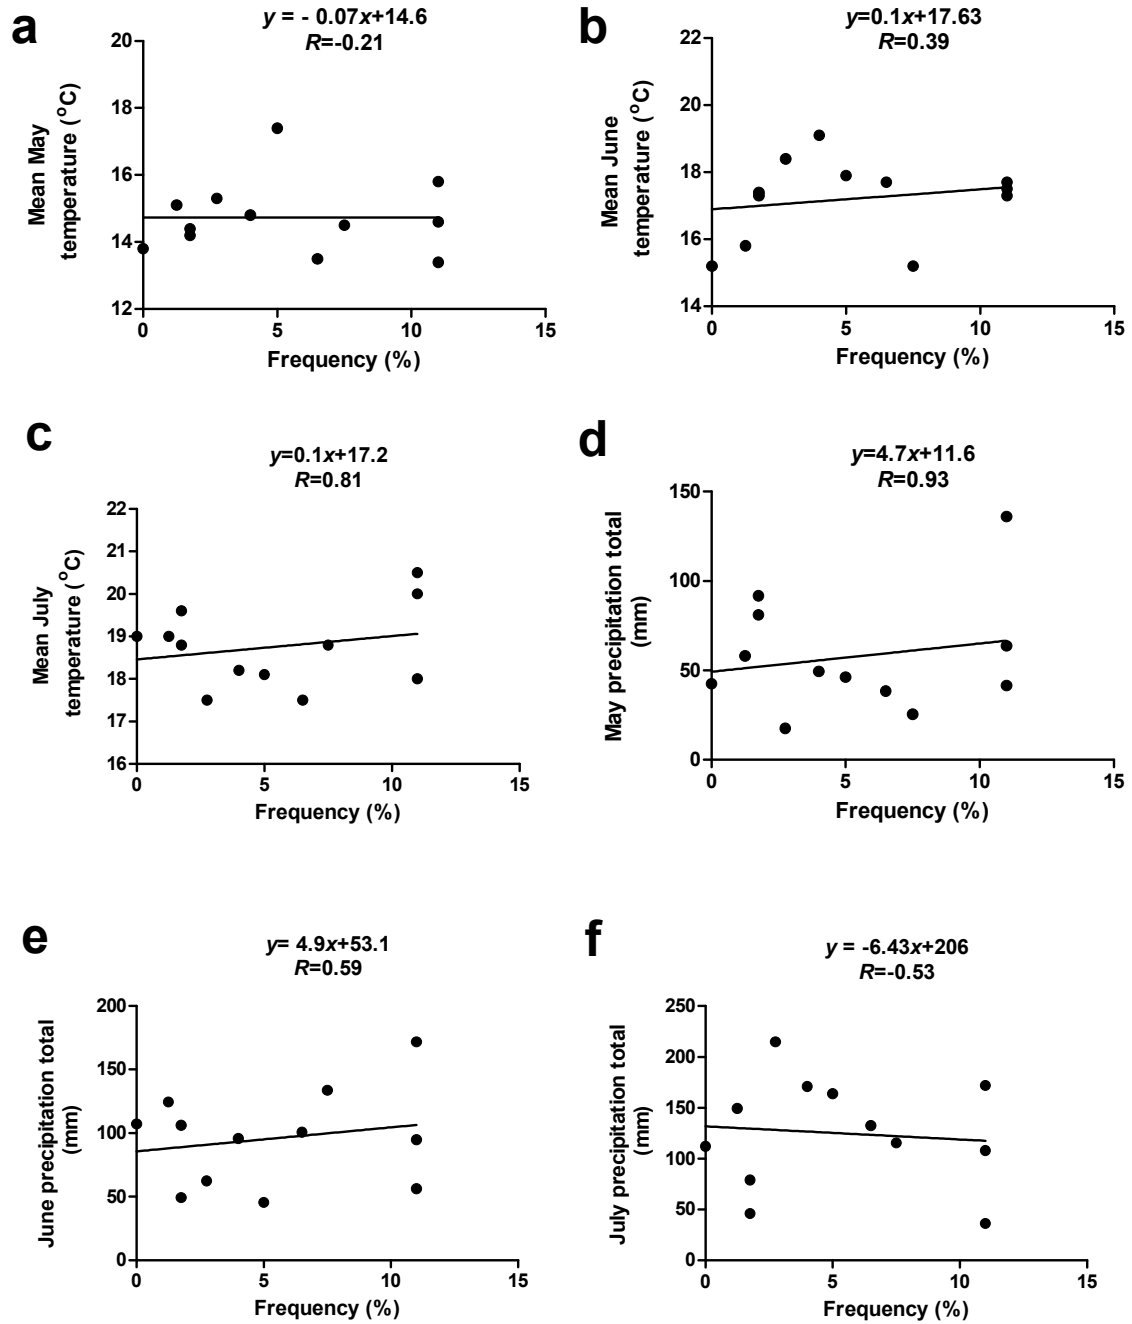 a
y = - 0.07x+14.6
R=-0.21
20
18
16
14
12
Mean May
temperature (°C)
0
5
10
15
Frequency (%)
b
y=0.1x+17.63
R=0.39
22
20
18
16
14
Mean June
temperature (°C)
0
5
10
15
Frequency (%)
c
y=0.1x+17.2
R=0.81
22
21
20
19
18
17
16
Mean July
temperature (°C)
0
5
10
15
Frequency (%)
d
y=4.7x+11.6
R=0.93
150
100
50
0
May precipitation total
(mm)
0
5
10
15
Frequency (%)
e
y= 4.9x+53.1
R=0.59
200
150
100
50
0
June precipitation total
(mm)
0
5
10
15
Frequency (%)
f
y = -6.43x+206
R=-0.53
250
200
150
100
50
0
July precipitation total
(mm)
0
5
10
15
Frequency (%)